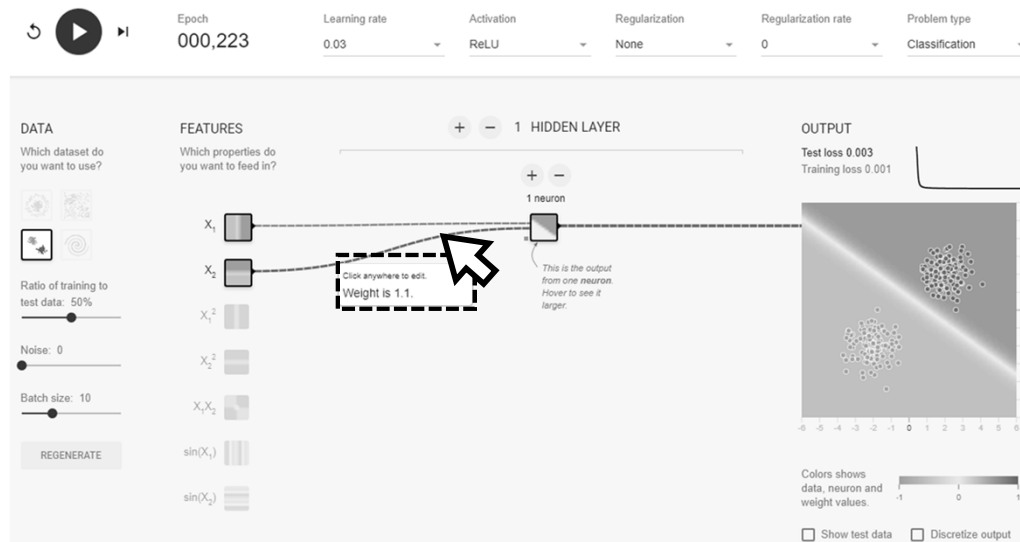 Epoch
000,223
Learning rate
0.03
Activation
ReLU
Regularization
None
Regularization rate
0
Problem type
Classification
DATA
Which dataset do
you want to use?
Ratio of training to
test data: 50%
Noise: 0
Batch size: 10
REGENERATE
FEATURES
Which properties do
you want to feed in?
X₁
X₂
X₁²
X₂²
X₁X₂
sin(X₁)
sin(X₂)
+ − 1 HIDDEN LAYER
+ −
1 neuron
Click anywhere to edit.
Weight is 1.1.
This is the output
from one neuron.
Hover to see it
larger.
OUTPUT
Test loss 0.003
Training loss 0.001
-6 -5 -4 -3 -2 -1 0 1 2 3 4 5 6
Colors shows
data, neuron and
weight values.
-1 0 1
Show test data
Discretize output